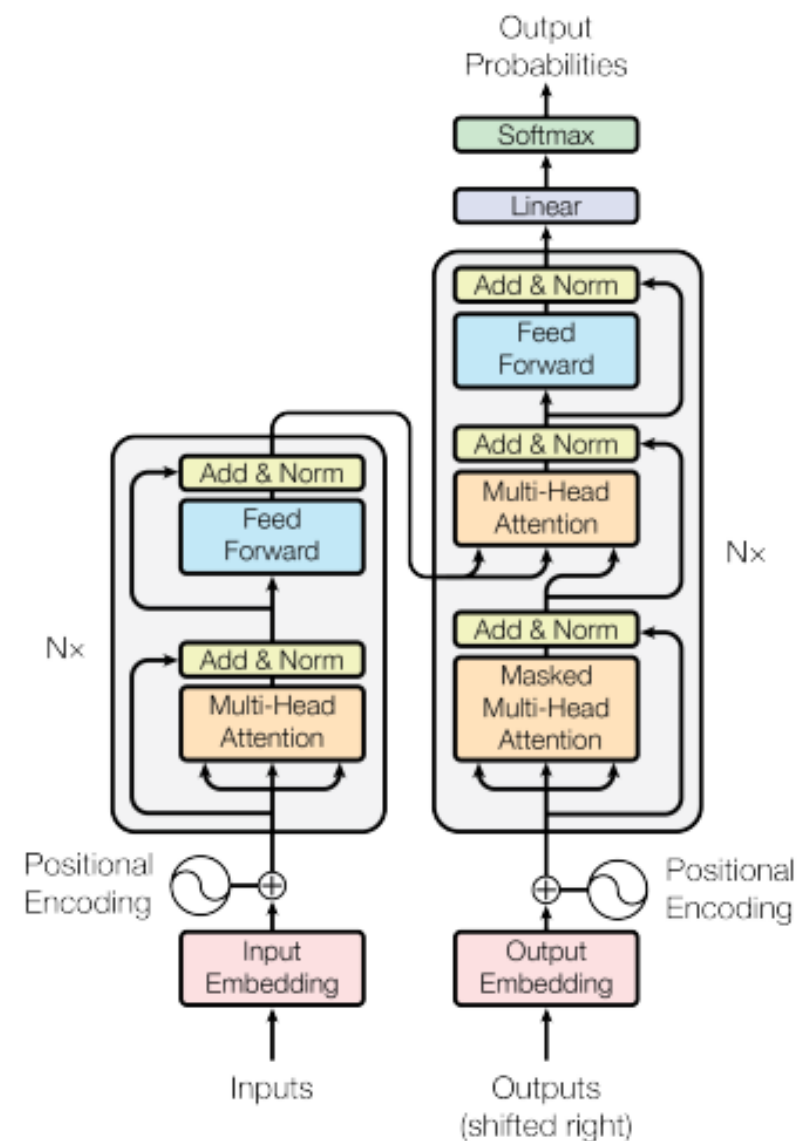 Output
Probabilities
Softmax
Linear
Add & Norm
Feed
Forward
Add & Norm
Multi-Head
Attention
Add & Norm
Masked
Multi-Head
Attention
Nx
Add & Norm
Feed
Forward
Add & Norm
Multi-Head
Attention
Nx
Positional
Encoding
Positional
Encoding
Input
Embedding
Output
Embedding
Inputs
Outputs
(shifted right)